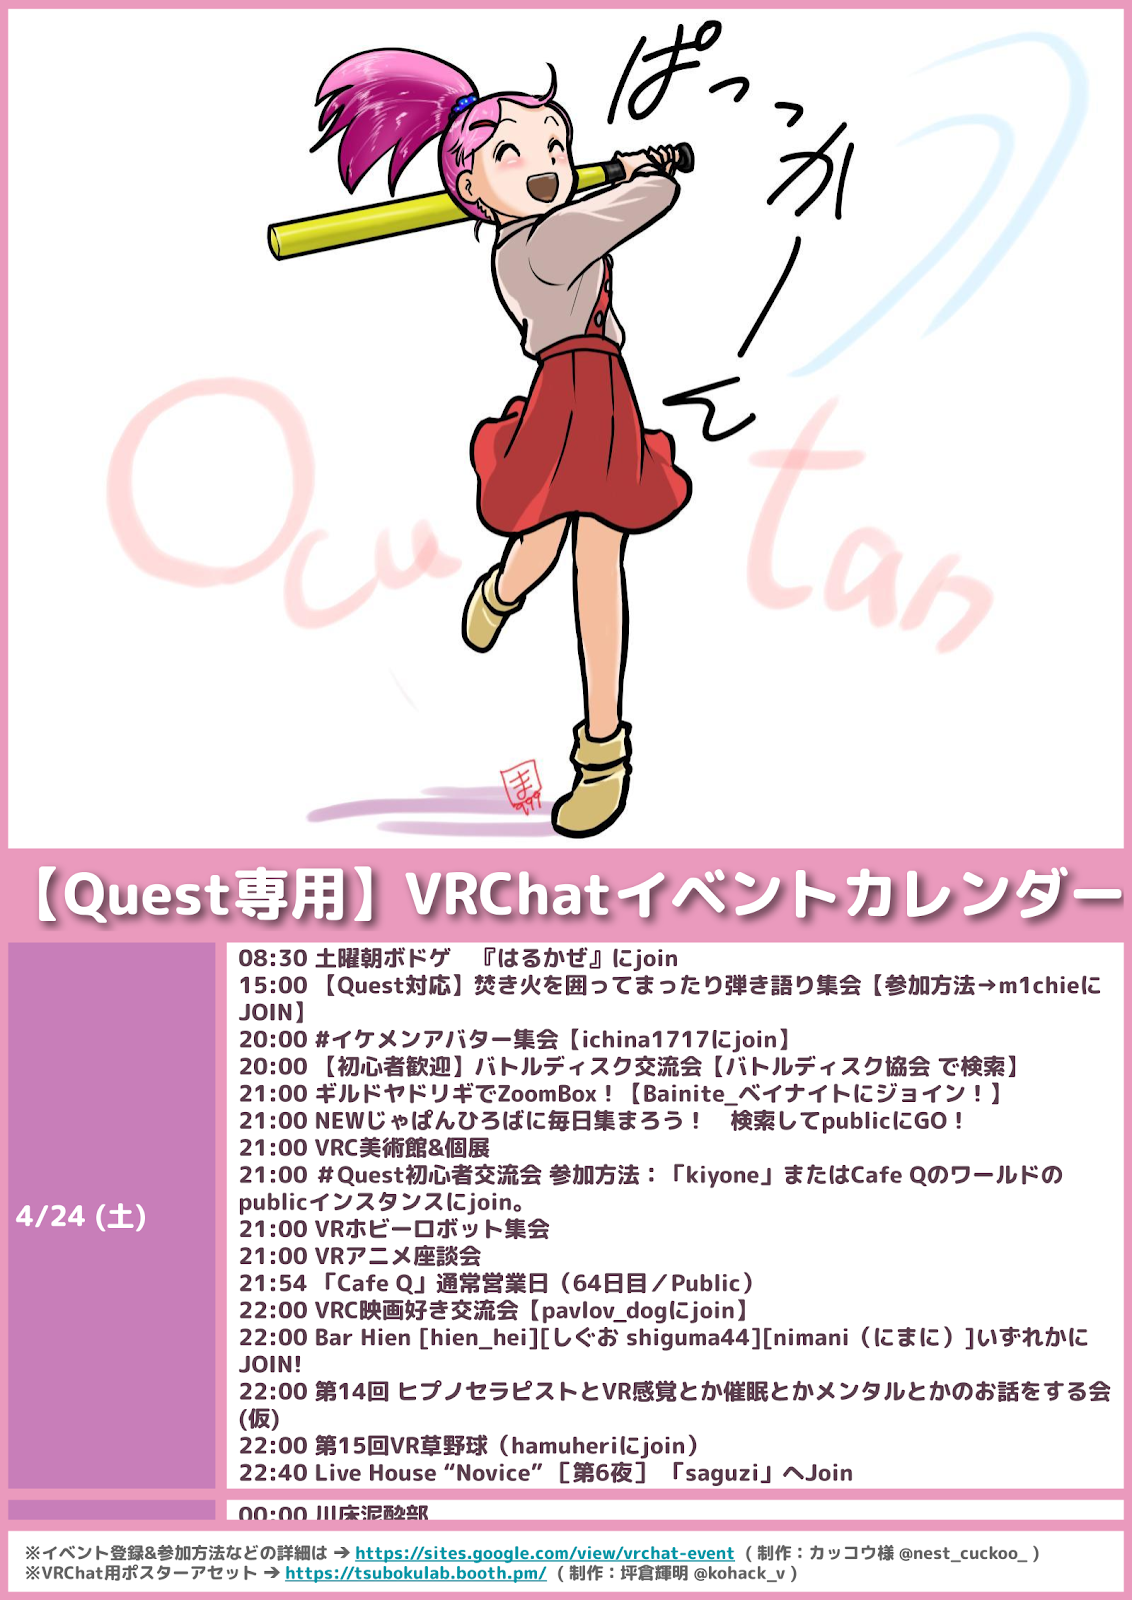 ぱっっかーん
Ocu tan
ま
999
【Quest専用】VRChatイベントカレンダー
4/24 (土)
08:30 土曜朝ボドゲ　『はるかぜ』にjoin
15:00 【Quest対応】焚き火を囲ってまったり弾き語り集会【参加方法→m1chieに
JOIN】
20:00 #イケメンアバター集会【ichina1717にjoin】
20:00 【初心者歓迎】バトルディスク交流会【バトルディスク協会 で検索】
21:00 ギルドヤドリギでZoomBox！【Bainite_ベイナイトにジョイン！】
21:00 NEWじゃぱんひろばに毎日集まろう！　検索してpublicにGO！
21:00 VRC美術館&個展
21:00 ＃Quest初心者交流会 参加方法：「kiyone」またはCafe Qのワールドの
publicインスタンスにjoin。
21:00 VRホビーロボット集会
21:00 VRアニメ座談会
21:54 「Cafe Q」通常営業日（64日目／Public）
22:00 VRC映画好き交流会【pavlov_dogにjoin】
22:00 Bar Hien [hien_hei][しぐお shiguma44][nimani（にまに）]いずれかに
JOIN!
22:00 第14回 ヒプノセラピストとVR感覚とか催眠とかメンタルとかのお話をする会
(仮)
22:00 第15回VR草野球（hamuheriにjoin）
22:40 Live House “Novice” ［第6夜］ 「saguzi」へJoin
00:00 川床泥酔部
※イベント登録&参加方法などの詳細は ➔ https://sites.google.com/view/vrchat-event （ 制作：カッコウ様 @nest_cuckoo_ ）
※VRChat用ポスターアセット ➔ https://tsubokulab.booth.pm/ （ 制作：坪倉輝明 @kohack_v ）